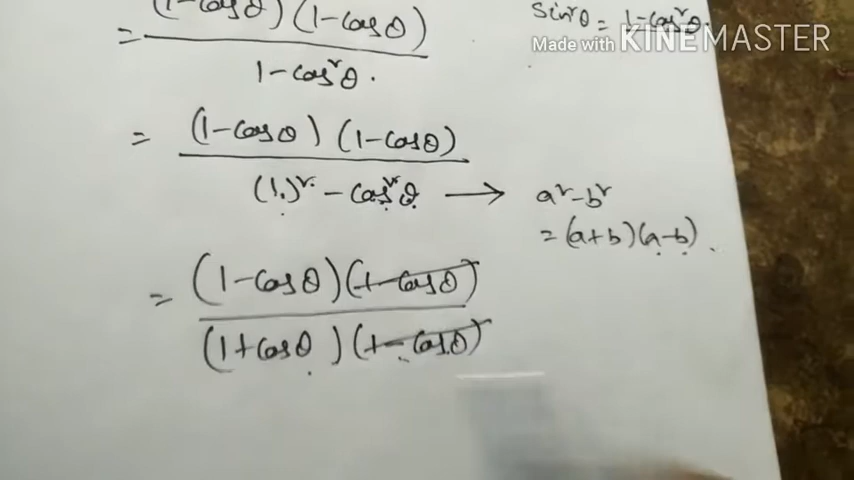 (1-cosθ) (1-cosθ)
sin²θ = 1-cos²θ.
=
1-cos²θ.
Made with KINEMASTER
= (1-cosθ) (1-cosθ)
(1.)² - cos²θ → a²-b²
= (a+b)(a-b).
= (1-cosθ)(1-cosθ)
(1+cosθ)(1-cosθ)